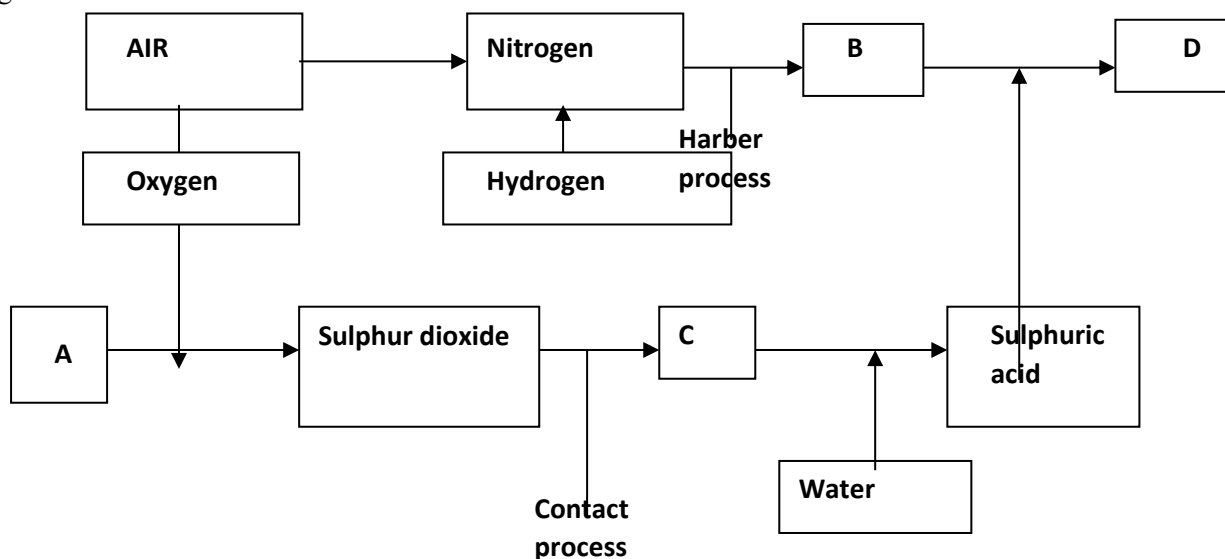 AIR
Nitrogen
B
D
Harber
process
Oxygen
Hydrogen
A
Sulphur dioxide
C
Sulphuric
acid
Water
Contact
process